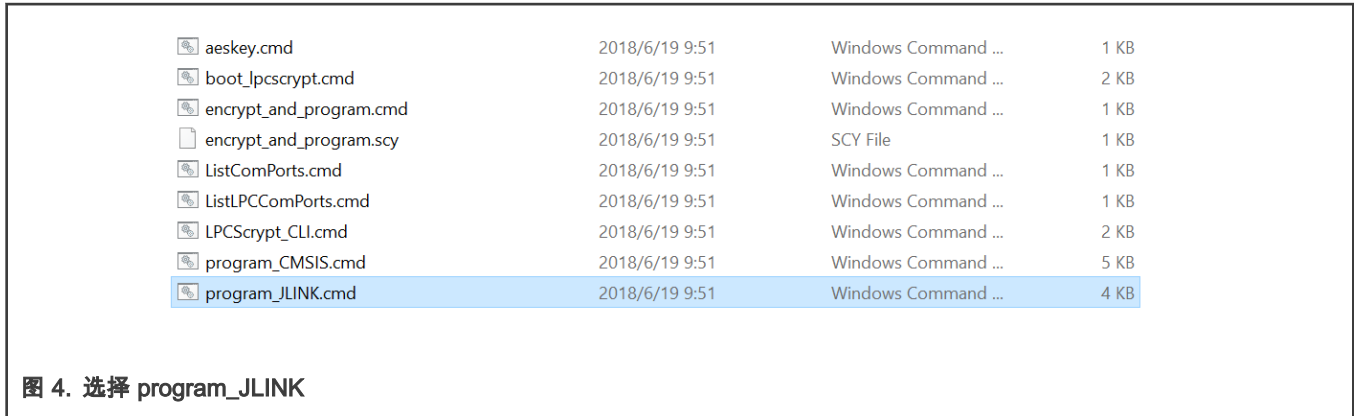 aeskey.cmd 2018/6/19 9:51 Windows Command ... 1 KB
boot_lpcscrypt.cmd 2018/6/19 9:51 Windows Command ... 2 KB
encrypt_and_program.cmd 2018/6/19 9:51 Windows Command ... 1 KB
encrypt_and_program.scy 2018/6/19 9:51 SCY File 1 KB
ListComPorts.cmd 2018/6/19 9:51 Windows Command ... 1 KB
ListLPCComPorts.cmd 2018/6/19 9:51 Windows Command ... 1 KB
LPCScrypt_CLI.cmd 2018/6/19 9:51 Windows Command ... 2 KB
program_CMSIS.cmd 2018/6/19 9:51 Windows Command ... 5 KB
program_JLINK.cmd 2018/6/19 9:51 Windows Command ... 4 KB
图 4. 选择 program_JLINK